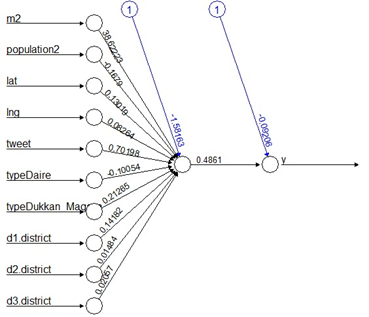 1
1
m2
population2
lat
lng
tweet
typeDaire
d1.district
d2.district
d3.district
38.62223
-0.1679
0.13019
0.08264
0.70198
-0.10054
0.21265
0.14182
0.01484
0.02057
-1.58163
0.4861
-0.09206
y